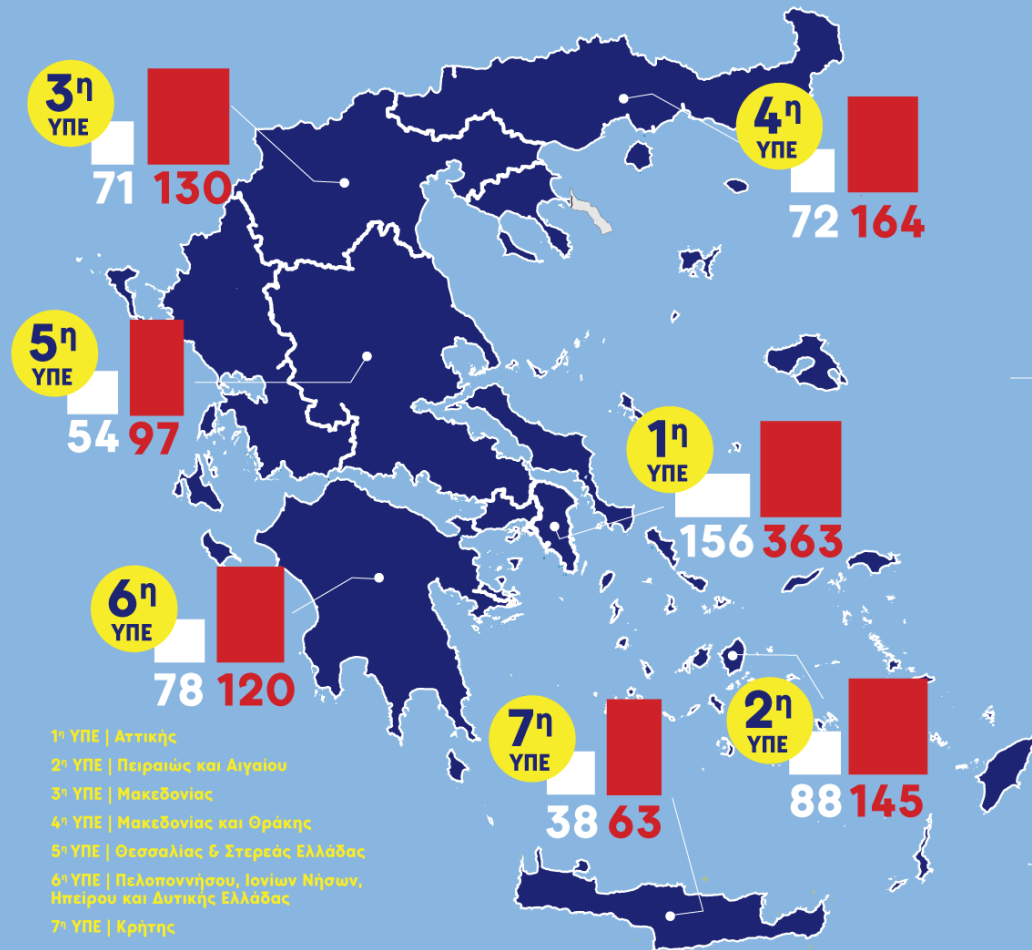 3η
ΥΠΕ
71 130
4η
ΥΠΕ
72 164
5η
ΥΠΕ
54 97
1η
ΥΠΕ
156 363
6η
ΥΠΕ
78 120
7η
ΥΠΕ
38 63
2η
ΥΠΕ
88 145
1η ΥΠΕ | Αττικής
2η ΥΠΕ | Πειραιώς και Αιγαίου
3η ΥΠΕ | Μακεδονίας
4η ΥΠΕ | Μακεδονίας και Θράκης
5η ΥΠΕ | Θεσσαλίας & Στερεάς Ελλάδας
6η ΥΠΕ | Πελοποννήσου, Ιονίων Νήσων,
Ηπείρου και Δυτικής Ελλάδας
7η ΥΠΕ | Κρήτης